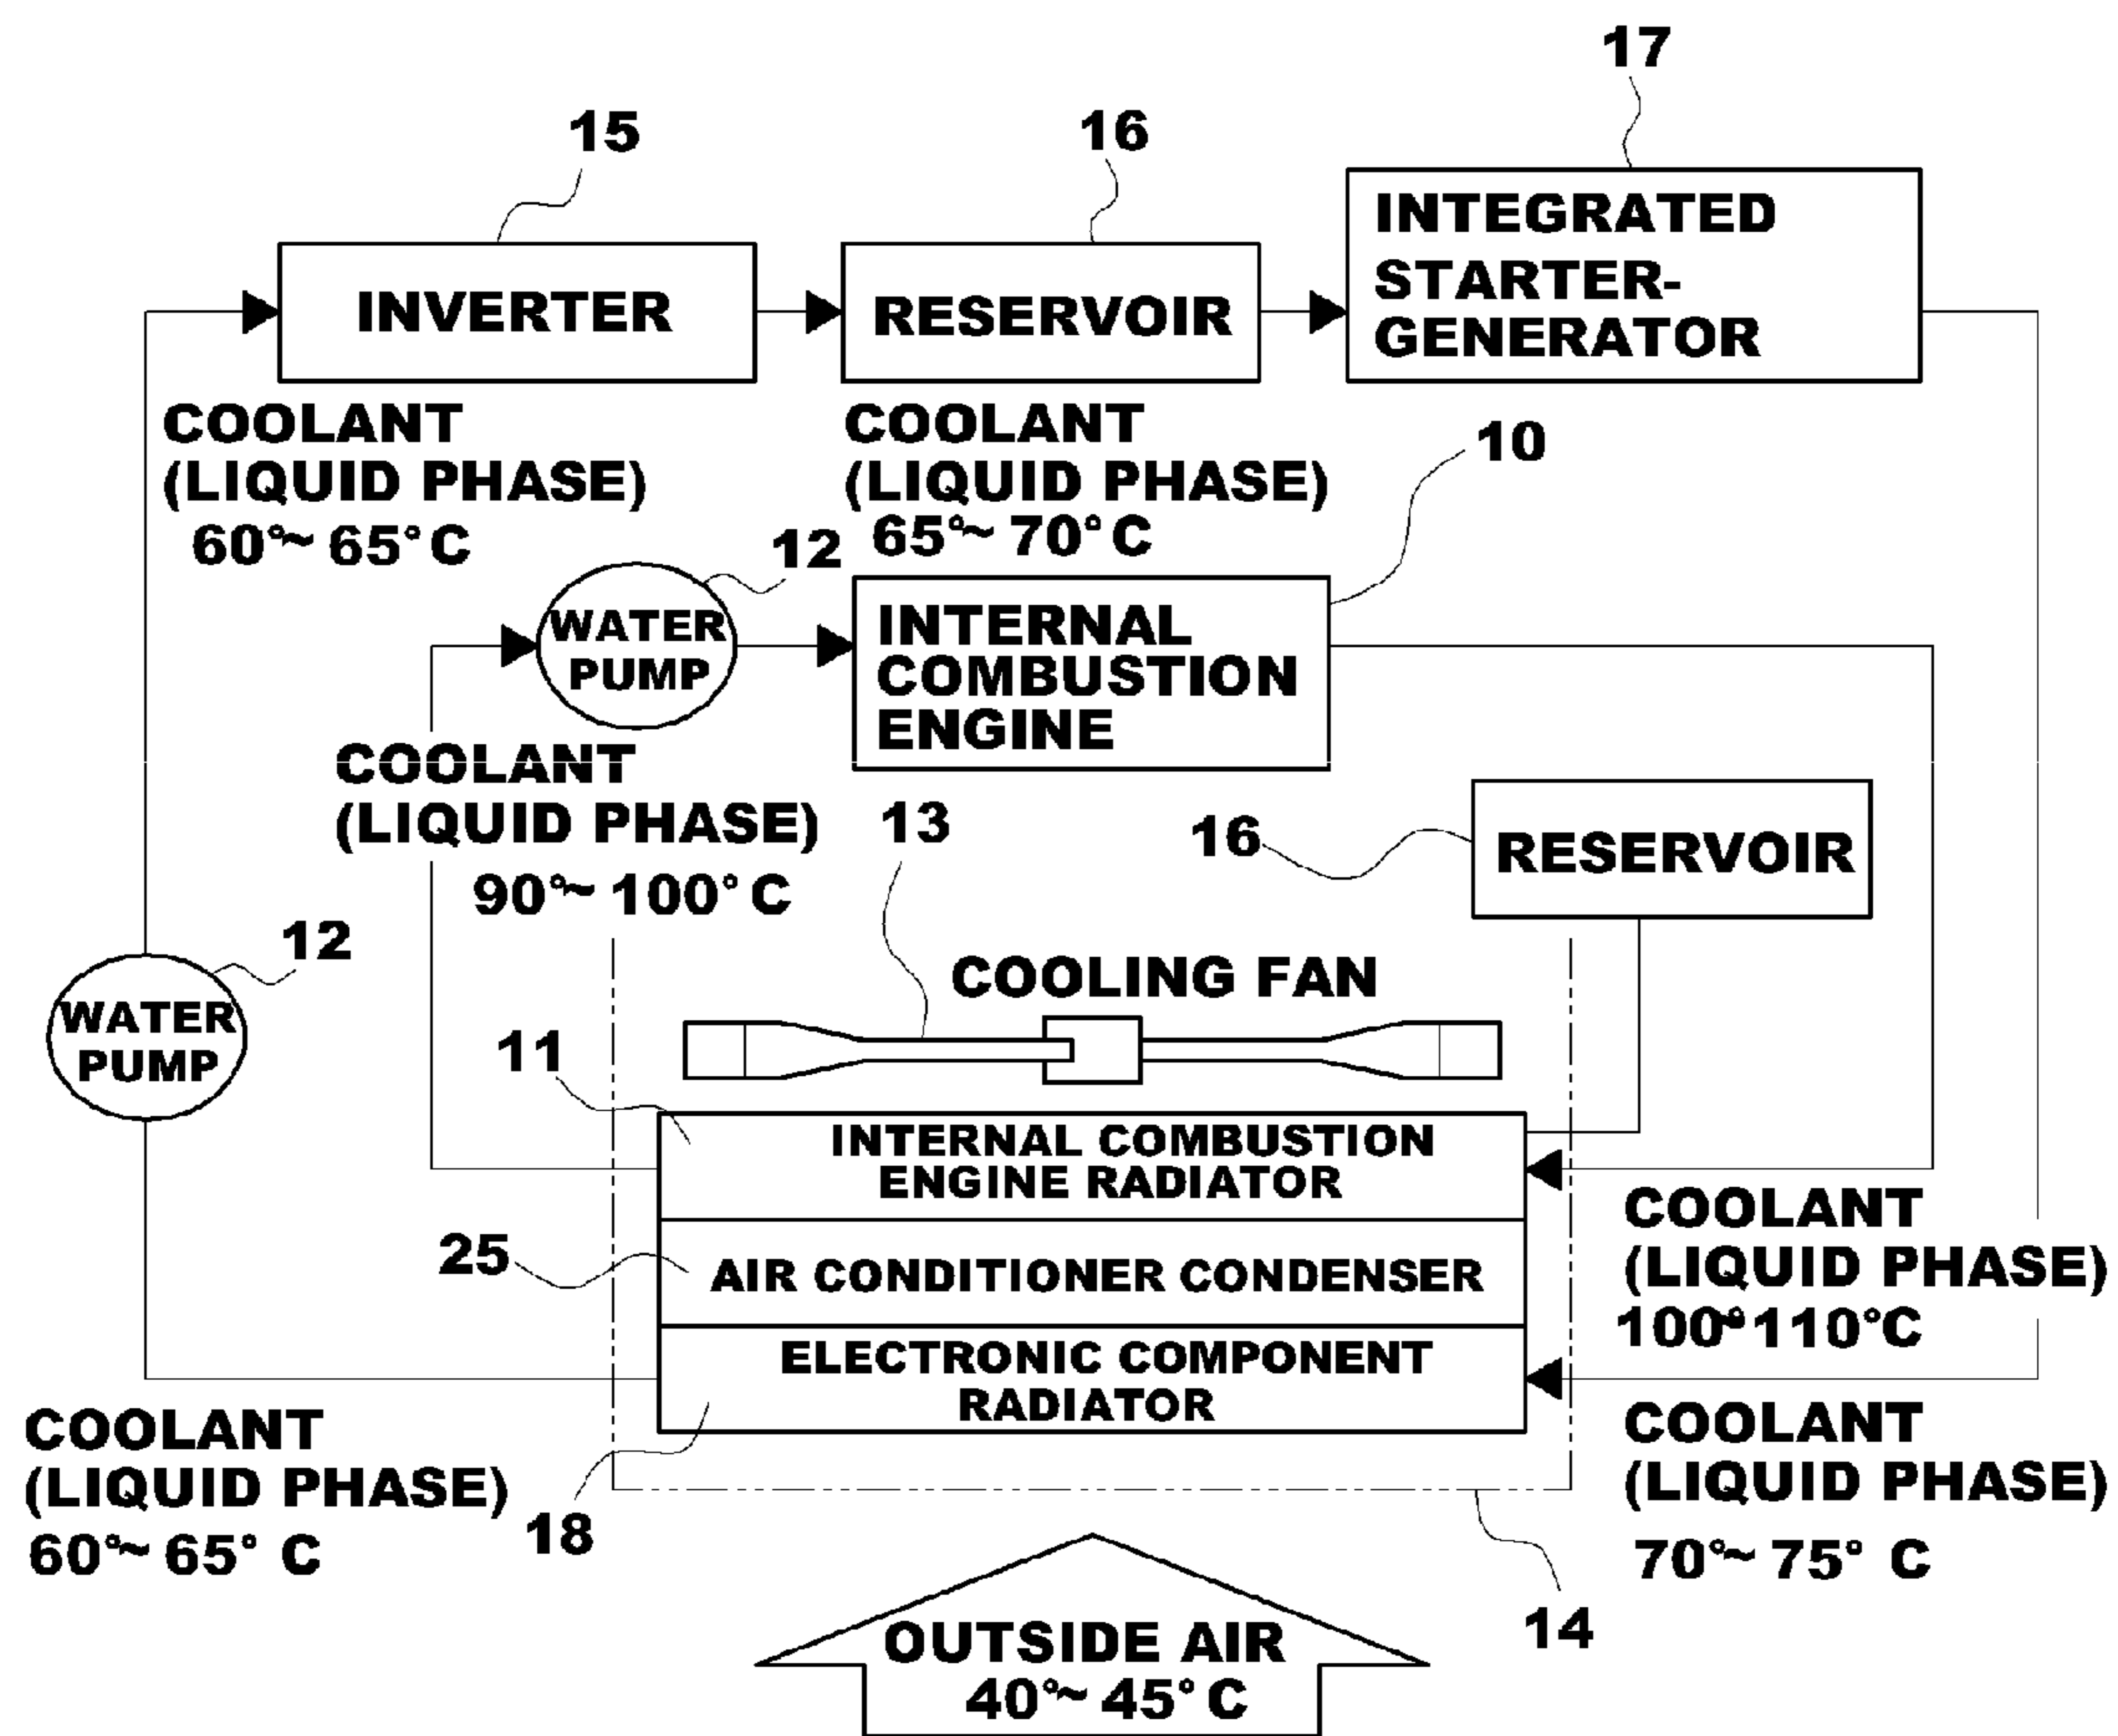 17
15
16
INTEGRATED
STARTER-
GENERATOR
INVERTER
RESERVOIR
COOLANT
(LIQUID PHASE)
60°~ 65°C
COOLANT
(LIQUID PHASE)
65°~ 70°C
10
12
WATER
PUMP
INTERNAL
COMBUSTION
ENGINE
COOLANT
(LIQUID PHASE)
90°~ 100°C
13
16
RESERVOIR
12
WATER
PUMP
COOLING FAN
11
INTERNAL COMBUSTION
ENGINE RADIATOR
25
AIR CONDITIONER CONDENSER
COOLANT
(LIQUID PHASE)
100°~110°C
ELECTRONIC COMPONENT
RADIATOR
COOLANT
(LIQUID PHASE)
60°~ 65° C
18
COOLANT
(LIQUID PHASE)
70°~ 75° C
14
OUTSIDE AIR
40°~ 45°C